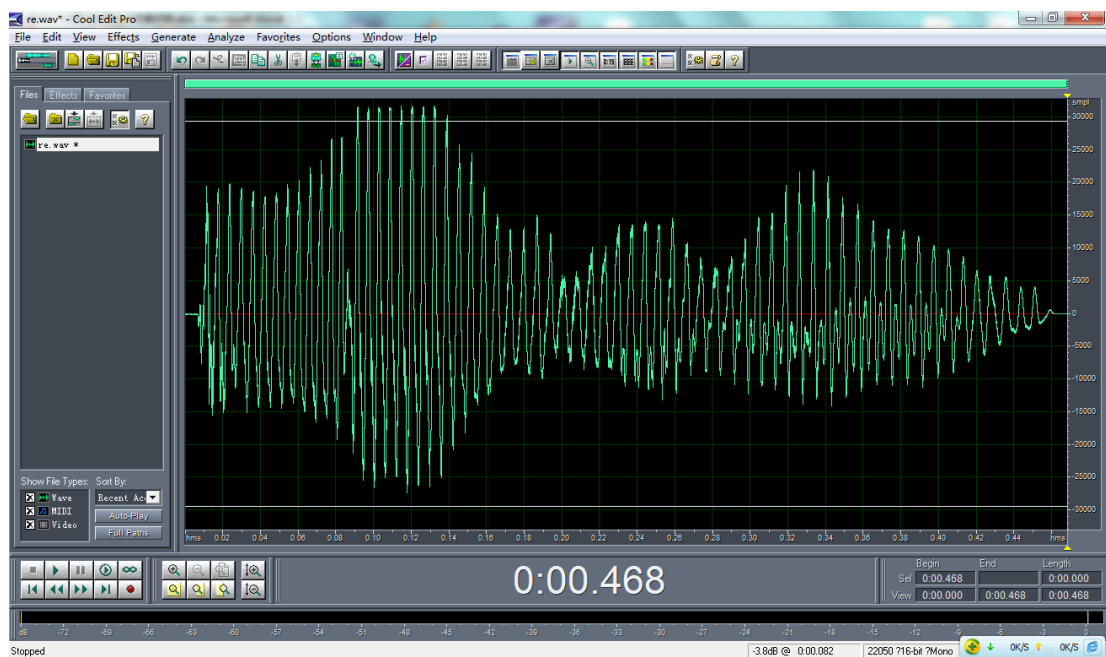 re.wav* - Cool Edit Pro
File Edit View Effects Generate Analyze Favorites Options Window Help
Files Effects Favorites
re.wav *
smpl
30000
25000
20000
15000
10000
5000
0
-5000
-10000
-15000
-20000
-25000
-30000
Show File Types: Sort By:
Wave Recent Ac
MIDI Auto-Play
Video Full Paths
hms 0.02 0.04 0.06 0.08 0.10 0.12 0.14 0.16 0.18 0.20 0.22 0.24 0.26 0.28 0.30 0.32 0.34 0.36 0.38 0.40 0.42 0.44 hms
0:00.468
Begin End Length
Sel 0:00.468 0:00.000
View 0:00.000 0:00.468 0:00.468
dB -72 -69 -66 -63 -60 -57 -54 -51 -48 -45 -42 -39 -36 -33 -30 -27 -24 -21 -18 -15 -12 -9 -6 -3 0
Stopped -3.8dB @ 0:00.082 22050 ?16-bit ?Mono 0K/S 0K/S